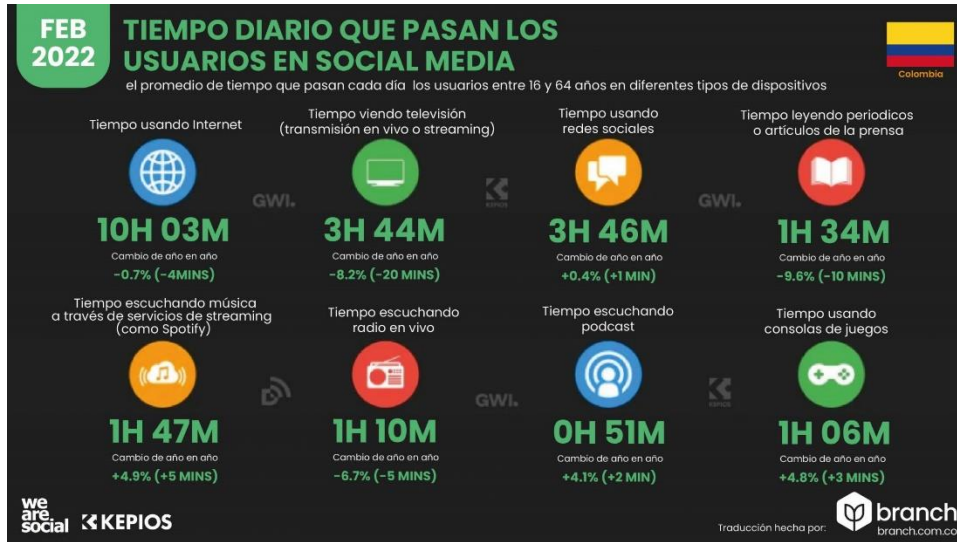 FEB
2022
TIEMPO DIARIO QUE PASAN LOS
USUARIOS EN SOCIAL MEDIA
el promedio de tiempo que pasan cada día los usuarios entre 16 y 64 años en diferentes tipos de dispositivos
Colombia
Tiempo usando Internet
10H 03M
Cambio de año en año
-0.7% (-4MINS)
Tiempo viendo televisión
(transmisión en vivo o streaming)
3H 44M
Cambio de año en año
-8.2% (-20 MINS)
Tiempo usando
redes sociales
3H 46M
Cambio de año en año
+0.4% (+1 MIN)
Tiempo leyendo periodicos
o artículos de la prensa
1H 34M
Cambio de año en año
-9.6% (-10 MINS)
GWI.
KEPIOS
GWI.
Tiempo escuchando música
a través de servicios de streaming
(como Spotify)
1H 47M
Cambio de año en año
+4.9% (+5 MINS)
Tiempo escuchando
radio en vivo
1H 10M
Cambio de año en año
-6.7% (-5 MINS)
Tiempo escuchando
podcast
0H 51M
Cambio de año en año
+4.1% (+2 MIN)
Tiempo usando
consolas de juegos
1H 06M
Cambio de año en año
+4.8% (+3 MINS)
GWI.
KEPIOS
we
are
social
KEPIOS
Traducción hecha por:
branch
branch.com.co